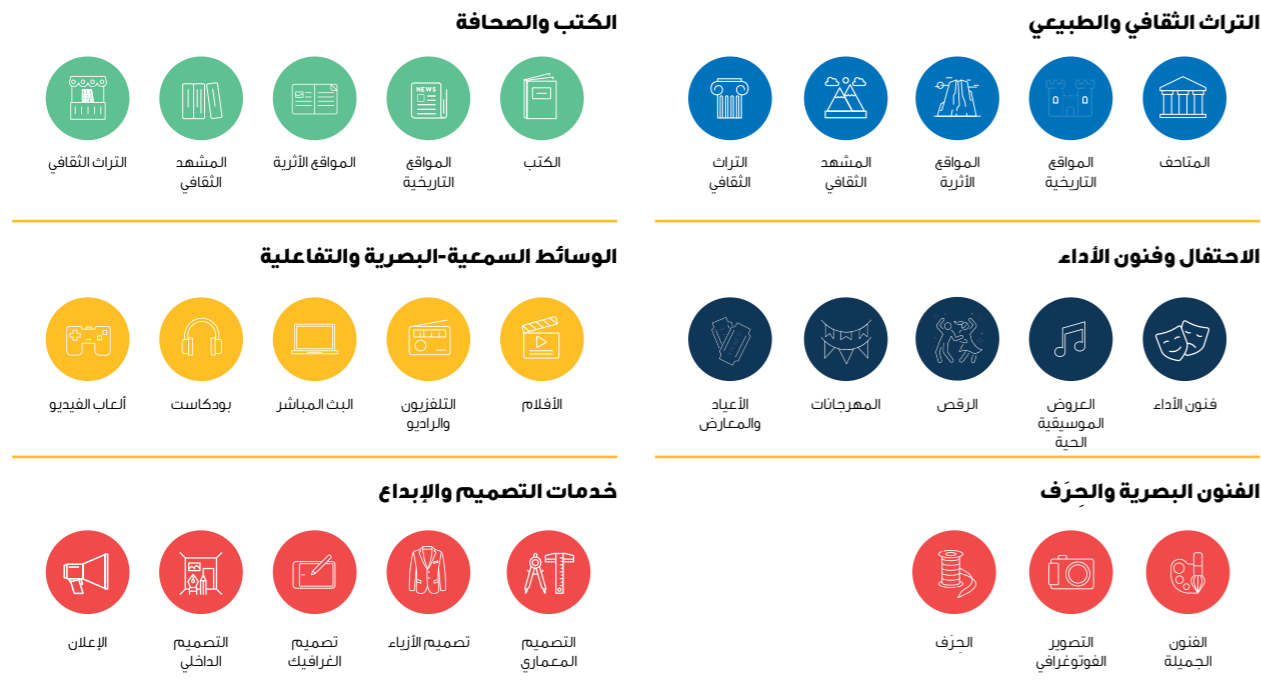 التراث الثقافي والطبيعي
المتاحف
المواقع
التاريخية
المواقع
الأثرية
المشهد
الثقافي
التراث
الثقافي
الكتب والصحافة
NEWS
الكتب
المواقع
التاريخية
المواقع الأثرية
المشهد
الثقافي
التراث الثقافي
الاحتفال وفنون الأداء
فنون الأداء
العروض
الموسيقية
الحية
الرقص
المهرجانات
الأعياد
والمعارض
الوسائط السمعية-البصرية والتفاعلية
الأفلام
التلفزيون
والراديو
البث المباشر
بودكاست
ألعاب الفيديو
الفنون البصرية والحِرَف
الفنون
الجميلة
التصوير
الفوتوغرافي
الحِرَف
خدمات التصميم والإبداع
التصميم
المعماري
تصميم الأزياء
تصميم
الغرافيك
التصميم
الداخلي
الإعلان